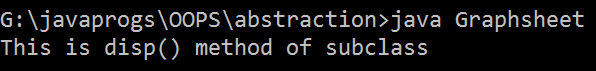 G:\javaprogs\OOPS\abstraction>java Graphsheet
This is disp() method of subclass